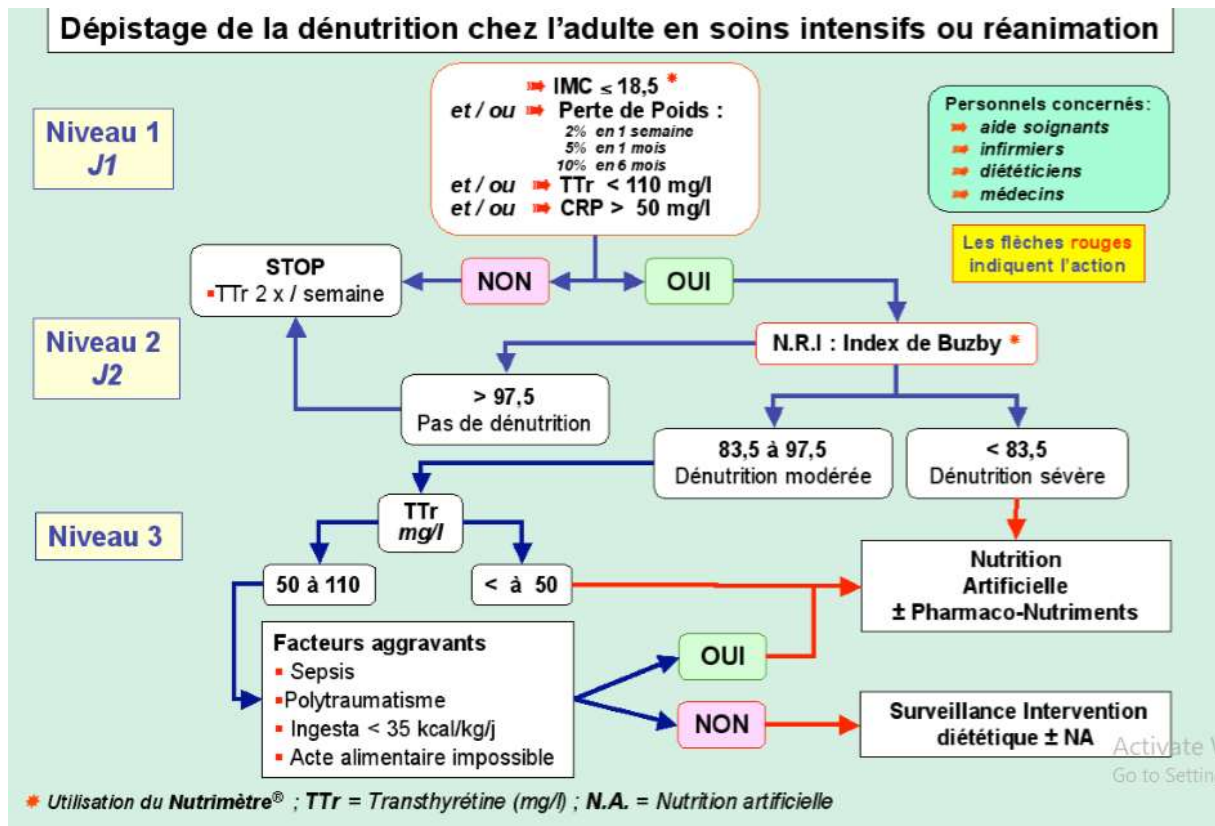 Dépistage de la dénutrition chez l'adulte en soins intensifs ou réanimation
Niveau 1
J1
IMC ≤ 18,5 *
et / ou Perte de Poids :
2% en 1 semaine
5% en 1 mois
10% en 6 mois
et / ou TTr < 110 mg/l
et / ou CRP > 50 mg/l
Personnels concernés:
aide soignants
infirmiers
diététiciens
médecins
Les flèches rouges
indiquent l'action
STOP
TTr 2 x / semaine
NON
OUI
Niveau 2
J2
N.R.I : Index de Buzby *
> 97,5
Pas de dénutrition
83,5 à 97,5
Dénutrition modérée
< 83,5
Dénutrition sévère
Niveau 3
TTr
mg/l
50 à 110
< à 50
Nutrition
Artificielle
± Pharmaco-Nutriments
Facteurs aggravants
Sepsis
Polytraumatisme
Ingesta < 35 kcal/kg/j
Acte alimentaire impossible
OUI
NON
Surveillance Intervention
diététique ± NA
Activate
Go to Settin
* Utilisation du Nutrimètre® ; TTr = Transthyrétine (mg/l) ; N.A. = Nutrition artificielle